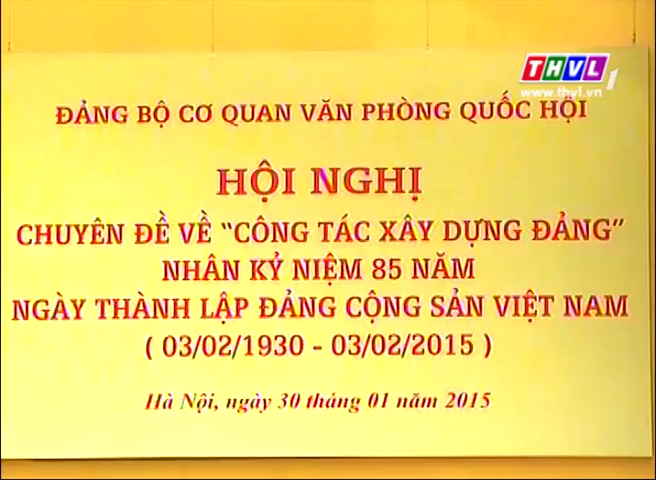 THVL1
www.thvl.vn
ĐẢNG BỘ CƠ QUAN VĂN PHÒNG QUỐC HỘI
HỘI NGHỊ
CHUYÊN ĐỀ VỀ “CÔNG TÁC XÂY DỰNG ĐẢNG”
NHÂN KỶ NIỆM 85 NĂM
NGÀY THÀNH LẬP ĐẢNG CỘNG SẢN VIỆT NAM
( 03/02/1930 - 03/02/2015 )
Hà Nội, ngày 30 tháng 01 năm 2015